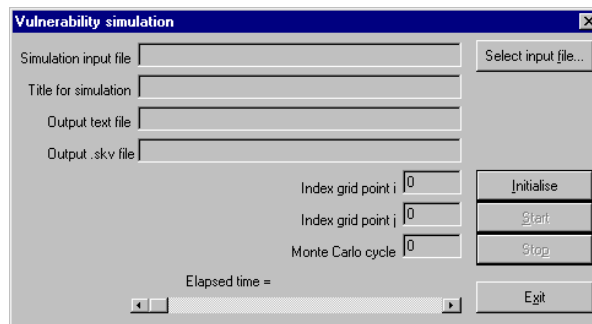 Vulnerability simulation
Simulation input file
Select input file...
Title for simulation
Output text file
Output .skv file
Index grid point i 0
Initialise
Index grid point j 0
Start
Monte Carlo cycle 0
Stop
Elapsed time =
Exit